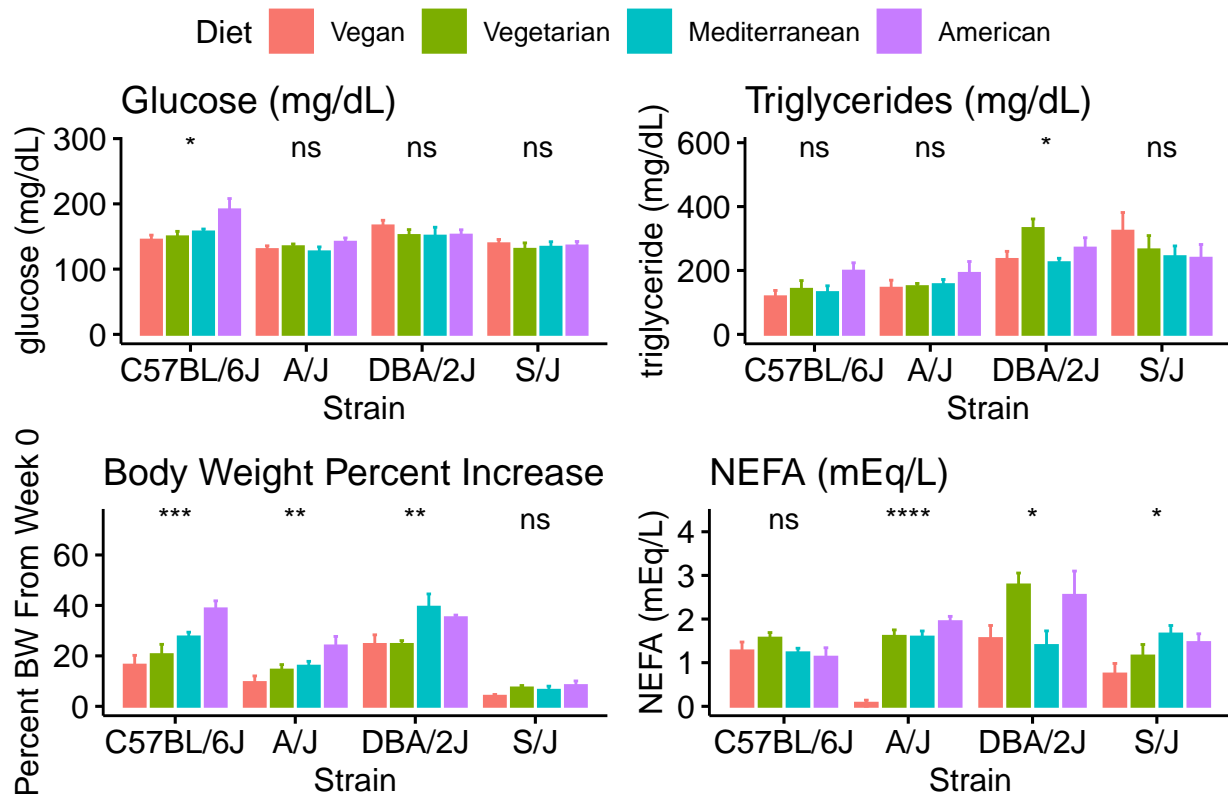 Diet Vegan Vegetarian Mediterranean American
Glucose (mg/dL)
glucose (mg/dL)
300
200
100
0
* ns ns ns
C57BL/6J A/J DBA/2J S/J
Strain
Triglycerides (mg/dL)
triglyceride (mg/dL)
600
400
200
0
ns ns * ns
C57BL/6J A/J DBA/2J S/J
Strain
Body Weight Percent Increase
Percent BW From Week 0
60
40
20
0
*** ** ** ns
C57BL/6J A/J DBA/2J S/J
Strain
NEFA (mEq/L)
NEFA (mEq/L)
4
3
2
1
0
ns **** * *
C57BL/6J A/J DBA/2J S/J
Strain